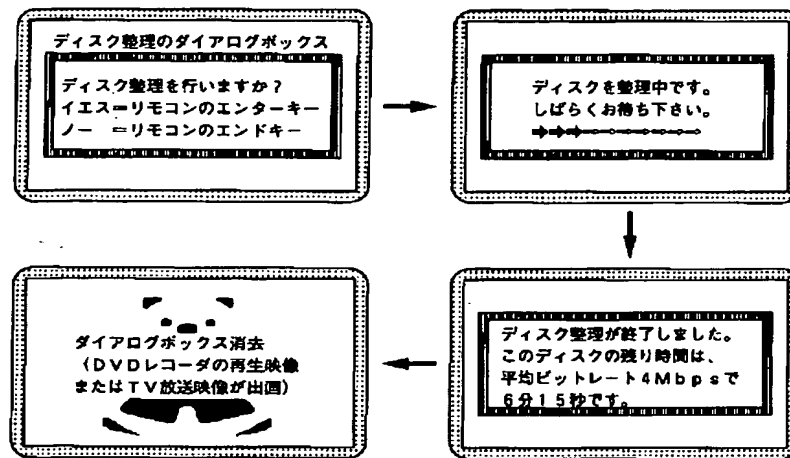 ディスク整理のダイアログボックス
ディスク整理を行いますか?
イエス=リモコンのエンターキー
ノー =リモコンのエンドキー
ディスクを整理中です。
しばらくお待ち下さい。
ディスク整理が終了しました。
このディスクの残り時間は、
平均ビットレート4Mbpsで
6分15秒です。
ダイアログボックス消去
(DVDレコーダの再生映像
またはTV放送映像が出画)